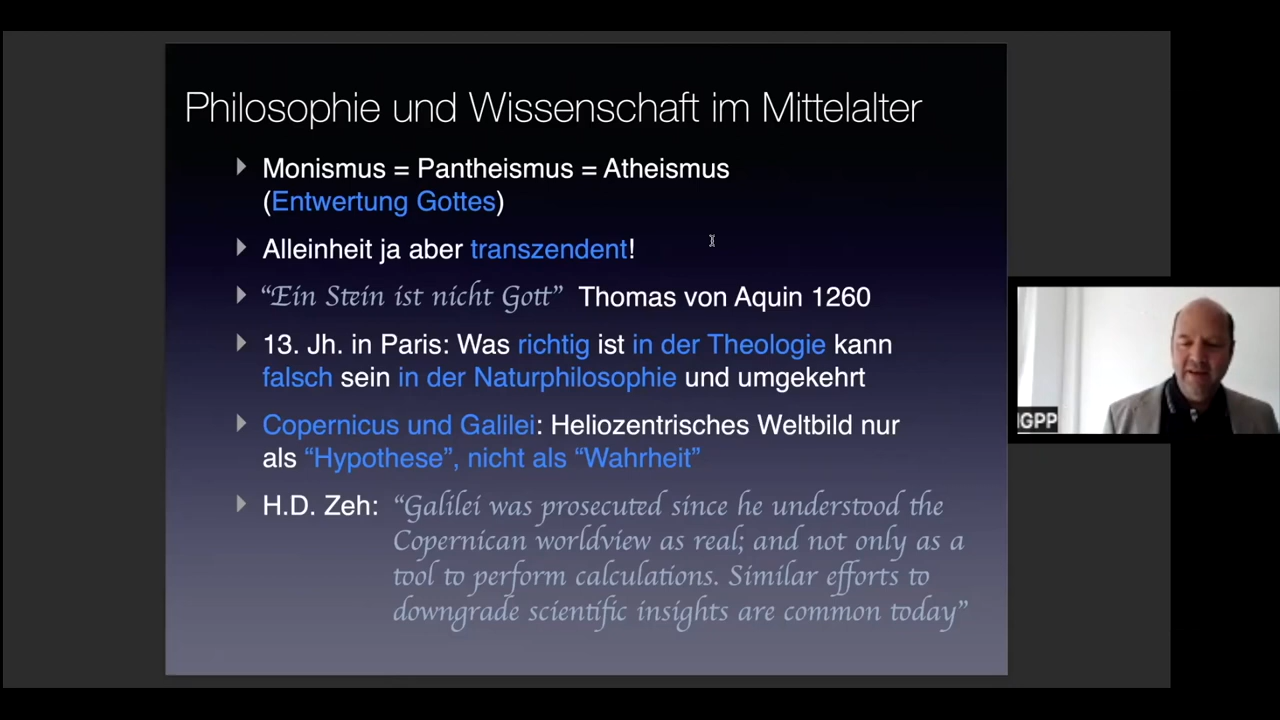 Philosophie und Wissenschaft im Mittelalter
Monismus = Pantheismus = Atheismus
(Entwertung Gottes)
Alleinheit ja aber transzendent!
“Ein Stein ist nicht Gott” Thomas von Aquin 1260
13. Jh. in Paris: Was richtig ist in der Theologie kann
falsch sein in der Naturphilosophie und umgekehrt
Copernicus und Galilei: Heliozentrisches Weltbild nur
als “Hypothese”, nicht als “Wahrheit”
H.D. Zeh: “Galilei was prosecuted since he understood the
Copernican worldview as real; and not only as a
tool to perform calculations. Similar efforts to
downgrade scientific insights are common today”
IGPP